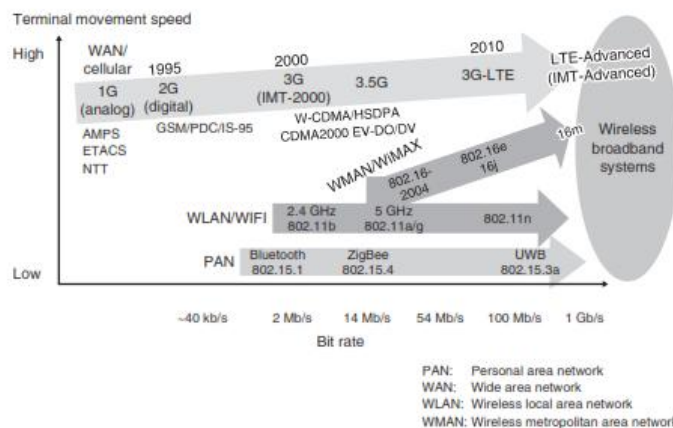 Terminal movement speed
High
WAN/
cellular
1995
2000
2010
1G
(analog)
2G
(digital)
3G
(IMT-2000)
3.5G
3G-LTE
LTE-Advanced
(IMT-Advanced)
AMPS
ETACS
NTT
GSM/PDC/IS-95
W-CDMA/HSDPA
CDMA2000 EV-DO/DV
WMAN/WIMAX
802.16-
2004
802.16e
16j
16m
Wireless
broadband
systems
WLAN/WIFI
2.4 GHz
802.11b
5 GHz
802.11a/g
802.11n
PAN
Bluetooth
802.15.1
ZigBee
802.15.4
UWB
802.15.3a
Low
~40 kb/s
2 Mb/s
14 Mb/s
54 Mb/s
100 Mb/s
1 Gb/s
Bit rate
PAN: Personal area network
WAN: Wide area network
WLAN: Wireless local area network
WMAN: Wireless metropolitan area network